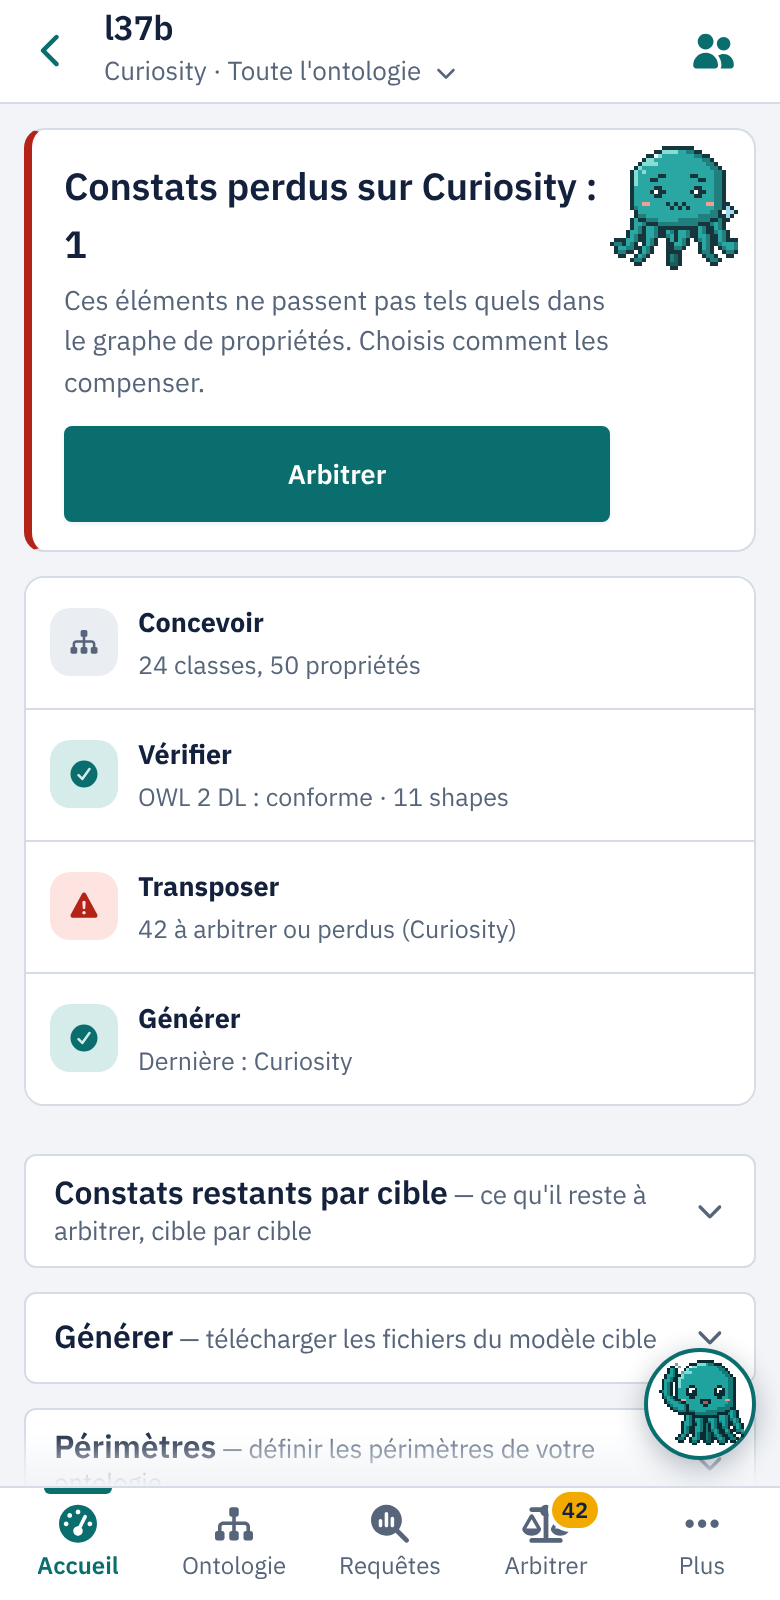 l37b
Curiosity · Toute l'ontologie
Constats perdus sur Curiosity :
1
Ces éléments ne passent pas tels quels dans
le graphe de propriétés. Choisis comment les
compenser.
Arbitrer
Concevoir
24 classes, 50 propriétés
Vérifier
OWL 2 DL : conforme · 11 shapes
Transposer
42 à arbitrer ou perdus (Curiosity)
Générer
Dernière : Curiosity
Constats restants par cible — ce qu'il reste à
arbitrer, cible par cible
Générer — télécharger les fichiers du modèle cible
Périmètres — définir les périmètres de votre
ontologie
42
Accueil
Ontologie
Requêtes
Arbitrer
Plus